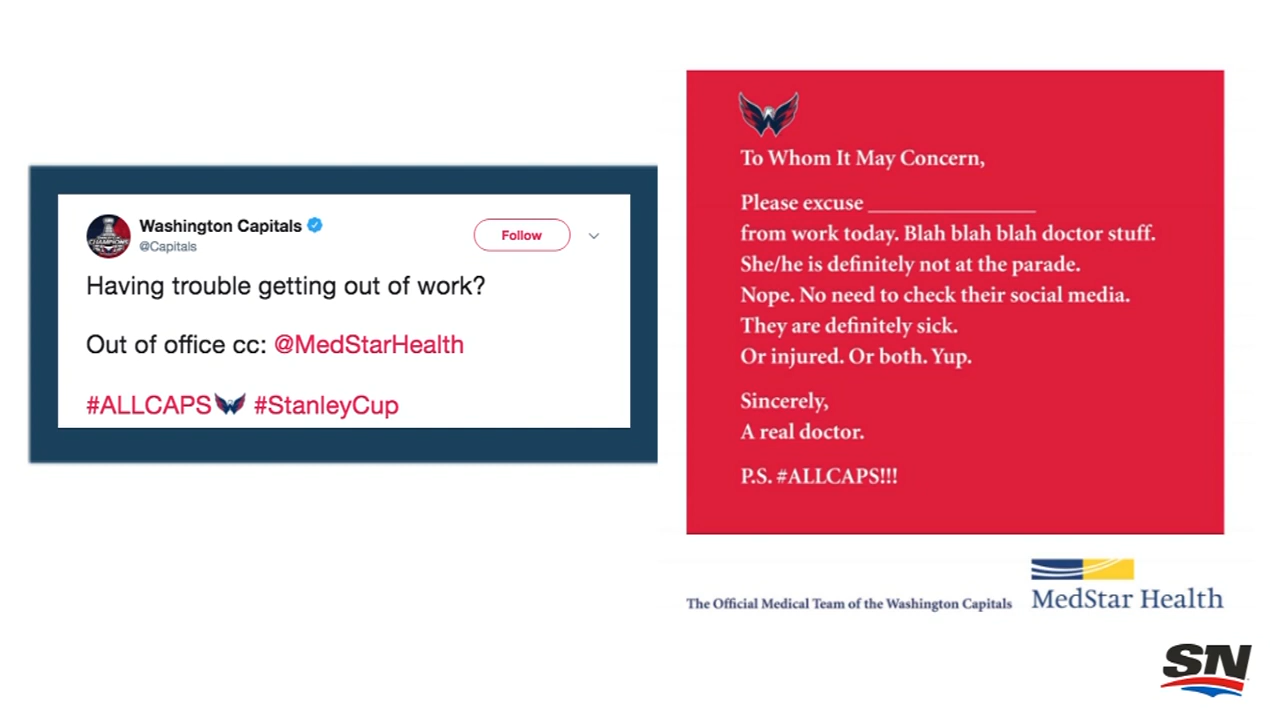 Washington Capitals
@Capitals
Follow
Having trouble getting out of work?
Out of office cc: @MedStarHealth
#ALLCAPS #StanleyCup
To Whom It May Concern,
Please excuse _______________
from work today. Blah blah blah doctor stuff.
She/he is definitely not at the parade.
Nope. No need to check their social media.
They are definitely sick.
Or injured. Or both. Yup.
Sincerely,
A real doctor.
P.S. #ALLCAPS!!!
The Official Medical Team of the Washington Capitals
MedStar Health
SN